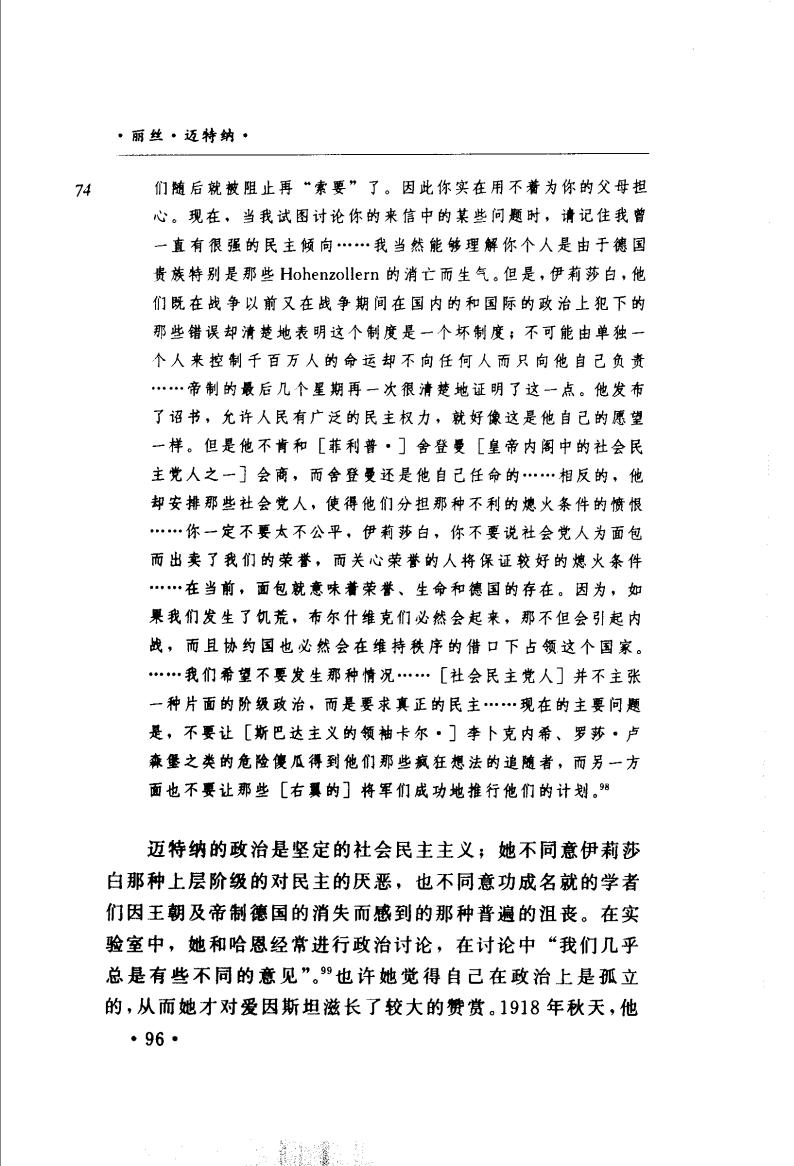 ·丽丝·迈特纳·
74
们随后就被阻止再“索要”了。因此你实在用不着为你的父母担
心。现在，当我试图讨论你的来信中的某些问题时，请记住我曾
一直有很强的民主倾向……我当然能够理解你个人是由于德国
贵族特别是那些 Hohenzollern 的消亡而生气。但是，伊莉莎白，他
们既在战争以前又在战争期间在国内的和国际的政治上犯下的
那些错误却清楚地表明这个制度是一个坏制度；不可能由单独一
个人来控制千百万人的命运却不向任何人而只向他自己负责
……帝制的最后几个星期再一次很清楚地证明了这一点。他发布
了诏书，允许人民有广泛的民主权力，就好像这是他自己的愿望
一样。但是他不肯和［菲利普·］舍登曼［皇帝内阁中的社会民
主党人之一］会商，而舍登曼还是他自己任命的……相反的，他
却安排那些社会党人，使得他们分担那种不利的熄火条件的愤恨
……你一定不要太不公平，伊莉莎白，你不要说社会党人为面包
而出卖了我们的荣誉，而关心荣誉的人将保证较好的熄火条件
……在当前，面包就意味着荣誉、生命和德国的存在。因为，如
果我们发生了饥荒，布尔什维克们必然会起来，那不但会引起内
战，而且协约国也必然会在维持秩序的借口下占领这个国家。
……我们希望不要发生那种情况……［社会民主党人］并不主张
一种片面的阶级政治，而是要求真正的民主……现在的主要问题
是，不要让［斯巴达主义的领袖卡尔·］李卜克内希、罗莎·卢
森堡之类的危险傻瓜得到他们那些疯狂想法的追随者，而另一方
面也不要让那些［右翼的］将军们成功地推行他们的计划。98
迈特纳的政治是坚定的社会民主主义；她不同意伊莉莎
白那种上层阶级的对民主的厌恶，也不同意功成名就的学者
们因王朝及帝制德国的消失而感到的那种普遍的沮丧。在实
验室中，她和哈恩经常进行政治讨论，在讨论中“我们几乎
总是有些不同的意见”。99也许她觉得自己在政治上是孤立
的，从而她才对爱因斯坦滋长了较大的赞赏。1918 年秋天，他
·96·